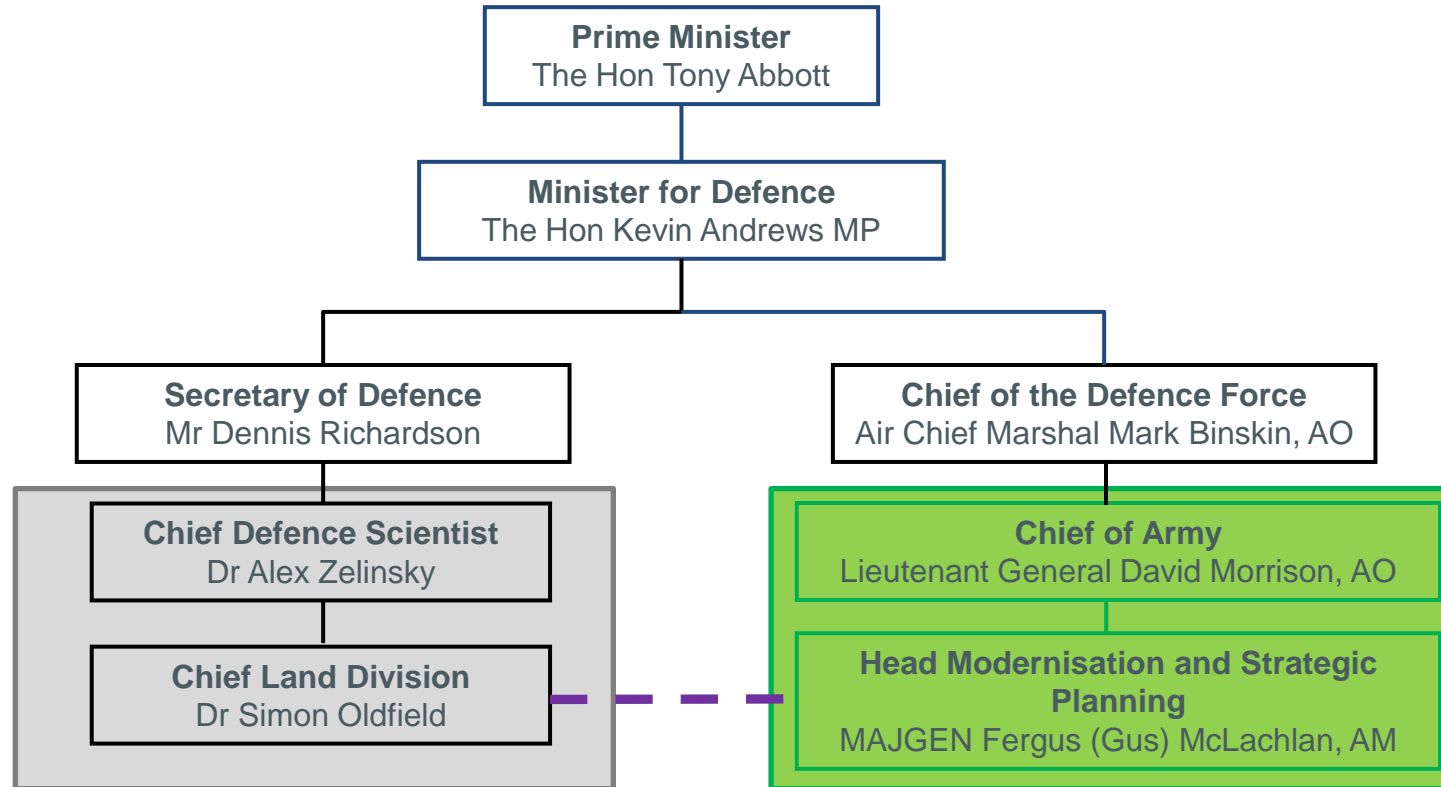 Prime Minister
The Hon Tony Abbott
Minister for Defence
The Hon Kevin Andrews MP
Secretary of Defence
Mr Dennis Richardson
Chief of the Defence Force
Air Chief Marshal Mark Binskin, AO
Chief Defence Scientist
Dr Alex Zelinsky
Chief of Army
Lieutenant General David Morrison, AO
Chief Land Division
Dr Simon Oldfield
Head Modernisation and Strategic
Planning
MAJGEN Fergus (Gus) McLachlan, AM